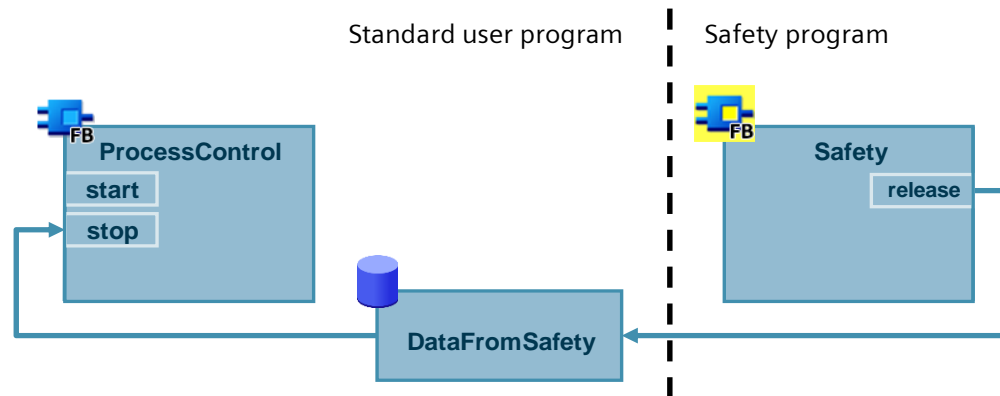 Standard user program
Safety program
FB
ProcessControl
start
stop
FB
Safety
release
DataFromSafety